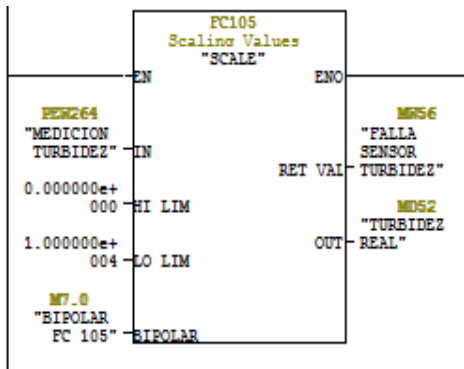 FC105
Scaling Values
"SCALE"
EN
ENO
PEW264
"MEDICION
TURBIDEZ"
IN
MW56
"FALLA
SENSOR
TURBIDEZ"
RET VAL
0.000000e+
000
HI LIM
MD52
"TURBIDEZ
REAL"
OUT
1.000000e+
004
LO LIM
M7.0
"BIPOLAR
FC 105"
BIPOLAR